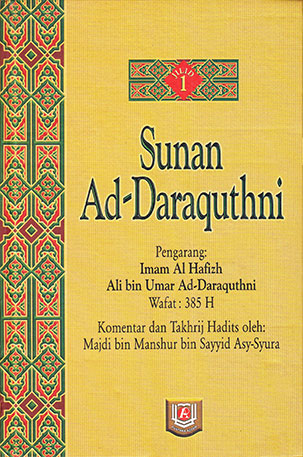 JILID
1
Sunan
Ad-Daraquthni
Pengarang:
Imam Al Hafizh
Ali bin Umar Ad-Daraquthni
Wafat : 385 H
Komentar dan Takhrij Hadits oleh:
Majdi bin Manshur bin Sayyid Asy-Syura